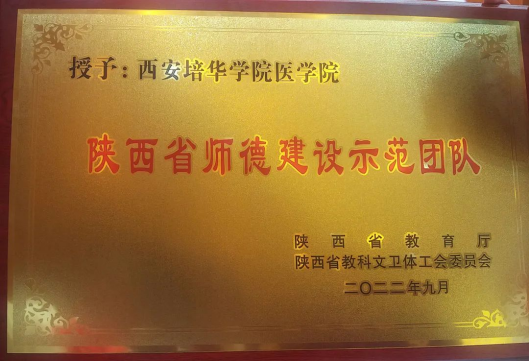 授予：西安培华学院医学院
陕西省师德建设示范团队
陕西省教育厅
陕西省教科文卫体工会委员会
二〇二二年九月